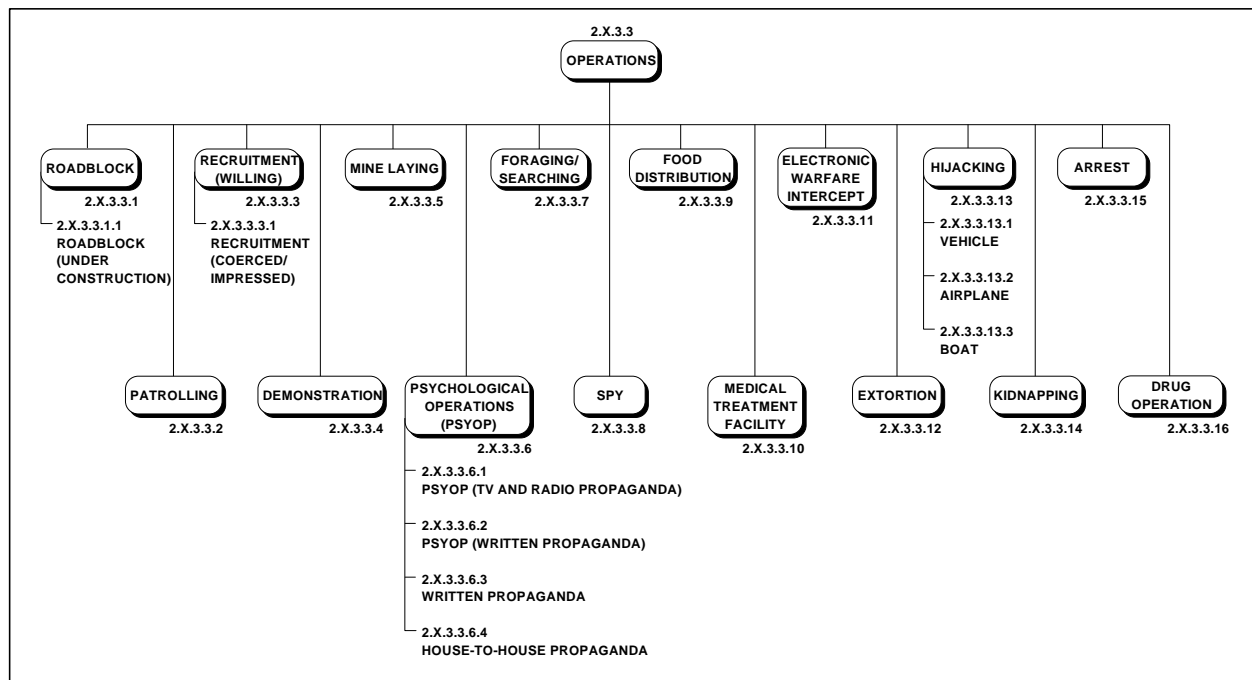 2.X.3.3
OPERATIONS
ROADBLOCK
2.X.3.3.1
2.X.3.3.1.1
ROADBLOCK
(UNDER
CONSTRUCTION)
RECRUITMENT
(WILLING)
2.X.3.3.3
2.X.3.3.3.1
RECRUITMENT
(COERCED/
IMPRESSED)
MINE LAYING
2.X.3.3.5
FORAGING/
SEARCHING
2.X.3.3.7
FOOD
DISTRIBUTION
2.X.3.3.9
ELECTRONIC
WARFARE
INTERCEPT
2.X.3.3.11
HIJACKING
2.X.3.3.13
2.X.3.3.13.1
VEHICLE
2.X.3.3.13.2
AIRPLANE
2.X.3.3.13.3
BOAT
ARREST
2.X.3.3.15
PATROLLING
2.X.3.3.2
DEMONSTRATION
2.X.3.3.4
PSYCHOLOGICAL
OPERATIONS
(PSYOP)
2.X.3.3.6
2.X.3.3.6.1
PSYOP (TV AND RADIO PROPAGANDA)
2.X.3.3.6.2
PSYOP (WRITTEN PROPAGANDA)
2.X.3.3.6.3
WRITTEN PROPAGANDA
2.X.3.3.6.4
HOUSE-TO-HOUSE PROPAGANDA
SPY
2.X.3.3.8
MEDICAL
TREATMENT
FACILITY
2.X.3.3.10
EXTORTION
2.X.3.3.12
KIDNAPPING
2.X.3.3.14
DRUG
OPERATION
2.X.3.3.16